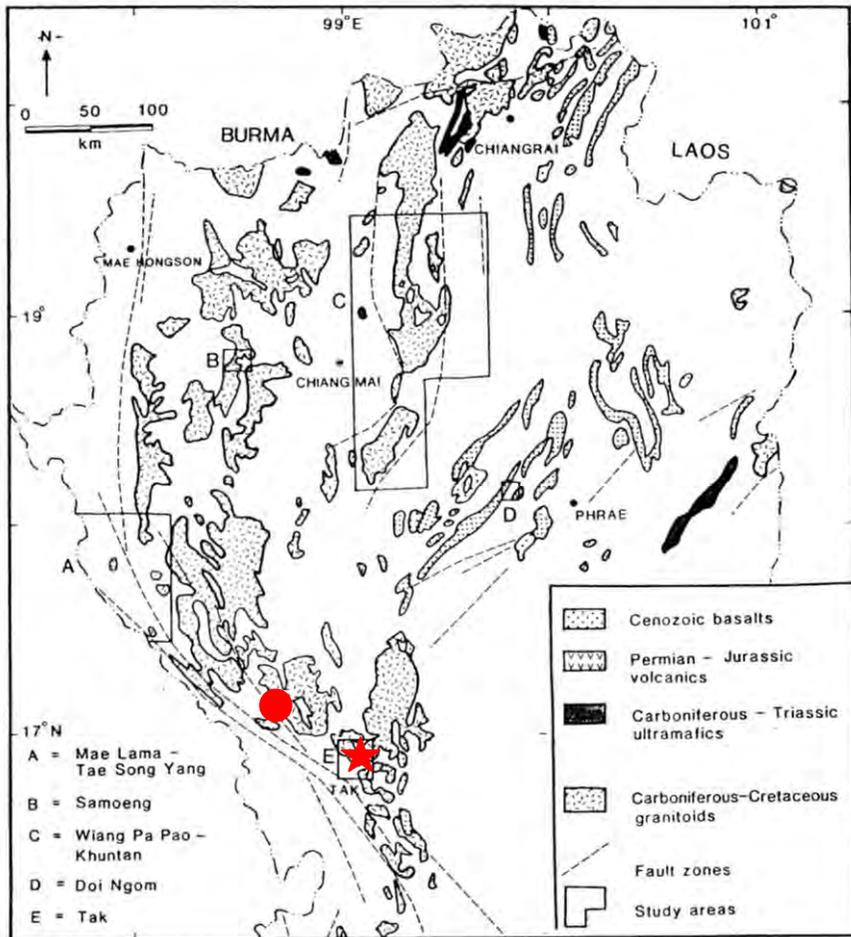 99°E
101°
-N-
0 50 100
km
BURMA
LAOS
CHIANGRAI
MAE HONGSON
C
19°
B
CHIANG MAI
D
PHRAE
A
17°N
E
TAK
A = Mae Lama –
Tae Song Yang
B = Samoeng
C = Wiang Pa Pao –
Khuntan
D = Doi Ngom
E = Tak
Cenozoic basalts
Permian – Jurassic
volcanics
Carboniferous – Triassic
ultramafics
Carboniferous–Cretaceous
granitoids
Fault zones
Study areas